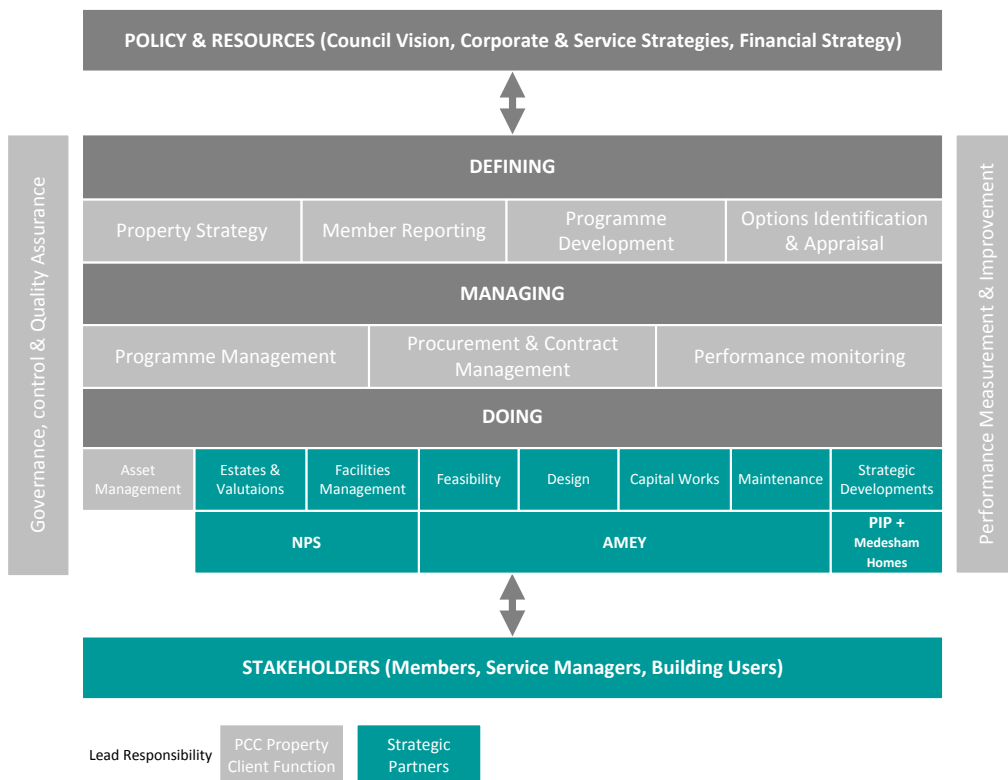 POLICY & RESOURCES (Council Vision, Corporate & Service Strategies, Financial Strategy)
Governance, control & Quality Assurance
DEFINING
Property Strategy
Member Reporting
Programme
Development
Options Identification
& Appraisal
MANAGING
Programme Management
Procurement & Contract
Management
Performance monitoring
DOING
Asset
Management
Estates &
Valutaions
Facilities
Management
Feasibility
Design
Capital Works
Maintenance
Strategic
Developments
NPS
AMEY
PIP +
Medesham
Homes
Performance Measurement & Improvement
STAKEHOLDERS (Members, Service Managers, Building Users)
Lead Responsibility
PCC Property
Client Function
Strategic
Partners